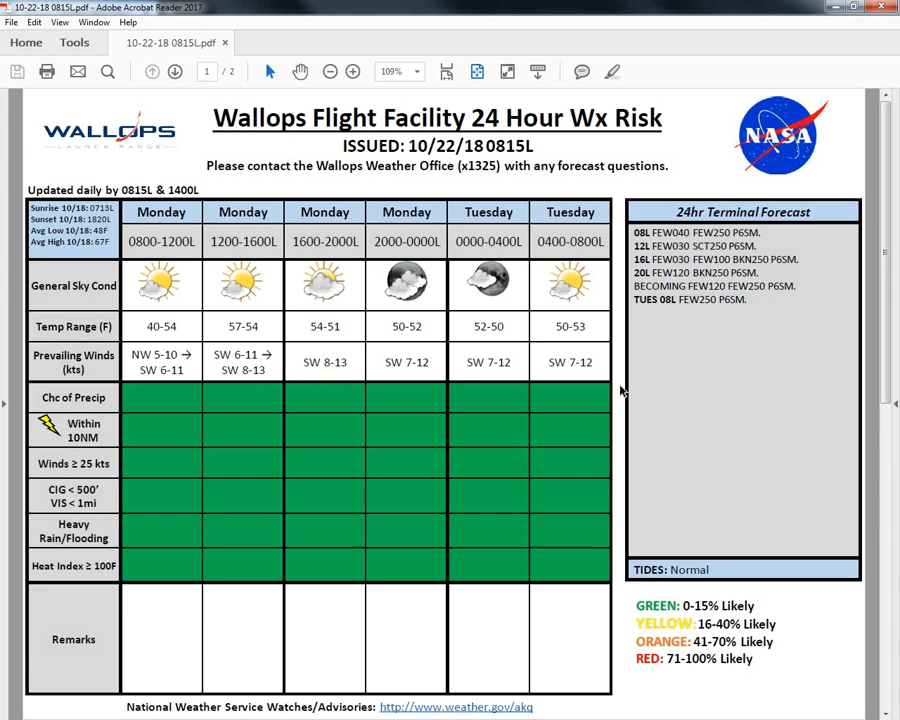 10-22-18 0815L.pdf - Adobe Acrobat Reader 2017
File Edit View Window Help
Home Tools 10-22-18 0815L.pdf ×
1 / 2 109%
WALLOPS
LAUNCH RANGE
Wallops Flight Facility 24 Hour Wx Risk
ISSUED: 10/22/18 0815L
Please contact the Wallops Weather Office (x1325) with any forecast questions.
NASA
Updated daily by 0815L & 1400L
Sunrise 10/18: 0713L
Sunset 10/18: 1820L
Avg Low 10/18: 48F
Avg High 10/18: 67F
Monday Monday Monday Monday Tuesday Tuesday
0800-1200L 1200-1600L 1600-2000L 2000-0000L 0000-0400L 0400-0800L
General Sky Cond
Temp Range (F) 40-54 57-54 54-51 50-52 52-50 50-53
Prevailing Winds (kts) NW 5-10 → SW 6-11 SW 6-11 → SW 8-13 SW 8-13 SW 7-12 SW 7-12 SW 7-12
Chc of Precip
Within
10NM
Winds ≥ 25 kts
CIG < 500'
VIS < 1mi
Heavy
Rain/Flooding
Heat Index ≥ 100F
Remarks
24hr Terminal Forecast
08L FEW040 FEW250 P6SM.
12L FEW030 SCT250 P6SM.
16L FEW030 FEW100 BKN250 P6SM.
20L FEW120 BKN250 P6SM.
BECOMING FEW120 FEW250 P6SM.
TUES 08L FEW250 P6SM.
TIDES: Normal
GREEN: 0-15% Likely
YELLOW: 16-40% Likely
ORANGE: 41-70% Likely
RED: 71-100% Likely
National Weather Service Watches/Advisories: http://www.weather.gov/akq